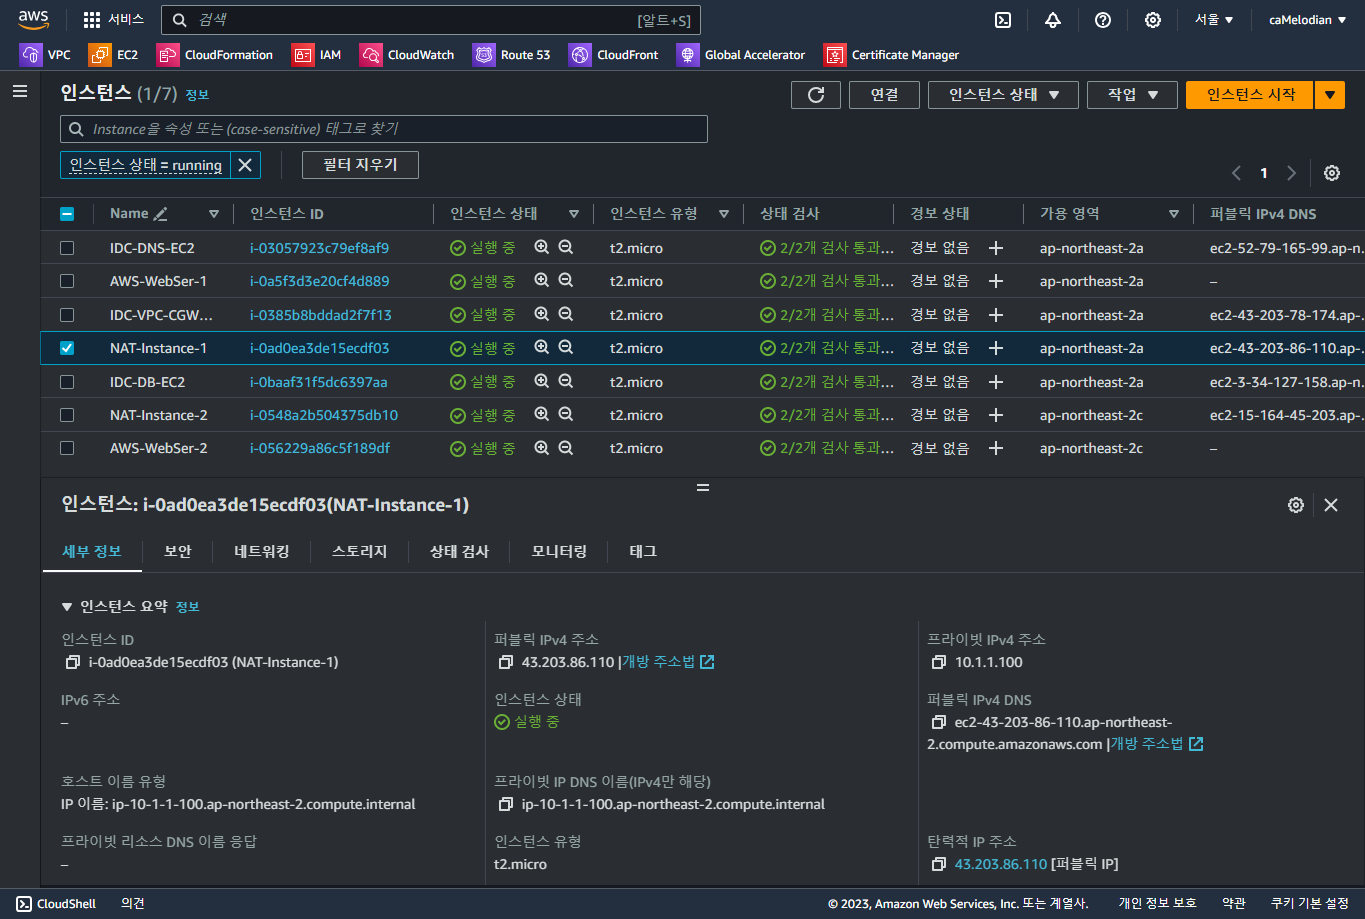 aws 서비스 검색 [알트+S] 서울 ▼ caMelodian ▼
VPC EC2 CloudFormation IAM CloudWatch Route 53 CloudFront Global Accelerator Certificate Manager
인스턴스 (1/7) 정보 연결 인스턴스 상태 ▼ 작업 ▼ 인스턴스 시작 ▼
Instance을 속성 또는 (case-sensitive) 태그로 찾기
인스턴스 상태 = running 필터 지우기
1
Name 인스턴스 ID 인스턴스 상태 인스턴스 유형 상태 검사 경보 상태 가용 영역 퍼블릭 IPv4 DNS
IDC-DNS-EC2 i-03057923c79ef8af9 실행 중 t2.micro 2/2개 검사 통과... 경보 없음 + ap-northeast-2a ec2-52-79-165-99.ap-n...
AWS-WebSer-1 i-0a5f3d3e20cf4d889 실행 중 t2.micro 2/2개 검사 통과... 경보 없음 + ap-northeast-2a –
IDC-VPC-CGW... i-0385b8bddad2f7f13 실행 중 t2.micro 2/2개 검사 통과... 경보 없음 + ap-northeast-2a ec2-43-203-78-174.ap-...
NAT-Instance-1 i-0ad0ea3de15ecdf03 실행 중 t2.micro 2/2개 검사 통과... 경보 없음 + ap-northeast-2a ec2-43-203-86-110.ap-...
IDC-DB-EC2 i-0baaf31f5dc6397aa 실행 중 t2.micro 2/2개 검사 통과... 경보 없음 + ap-northeast-2a ec2-3-34-127-158.ap-n...
NAT-Instance-2 i-0548a2b504375db10 실행 중 t2.micro 2/2개 검사 통과... 경보 없음 + ap-northeast-2c ec2-15-164-45-203.ap-...
AWS-WebSer-2 i-056229a86c5f189df 실행 중 t2.micro 2/2개 검사 통과... 경보 없음 + ap-northeast-2c –
인스턴스: i-0ad0ea3de15ecdf03(NAT-Instance-1)
세부 정보 보안 네트워킹 스토리지 상태 검사 모니터링 태그
▼ 인스턴스 요약 정보
인스턴스 ID
i-0ad0ea3de15ecdf03 (NAT-Instance-1)
퍼블릭 IPv4 주소
43.203.86.110 |개방 주소법
프라이빗 IPv4 주소
10.1.1.100
IPv6 주소
–
인스턴스 상태
실행 중
퍼블릭 IPv4 DNS
ec2-43-203-86-110.ap-northeast-
2.compute.amazonaws.com |개방 주소법
호스트 이름 유형
IP 이름: ip-10-1-1-100.ap-northeast-2.compute.internal
프라이빗 IP DNS 이름(IPv4만 해당)
ip-10-1-1-100.ap-northeast-2.compute.internal
프라이빗 리소스 DNS 이름 응답
–
인스턴스 유형
t2.micro
탄력적 IP 주소
43.203.86.110 [퍼블릭 IP]
CloudShell 의견 © 2023, Amazon Web Services, Inc. 또는 계열사. 개인 정보 보호 약관 쿠키 기본 설정